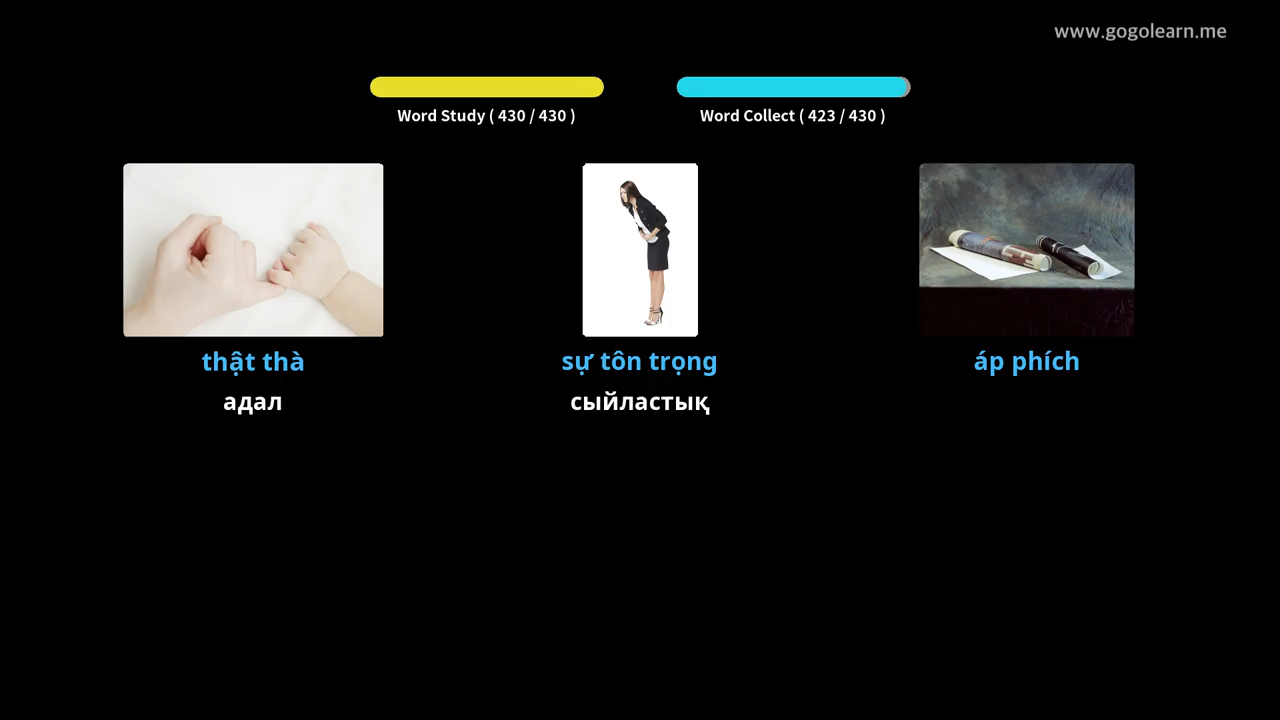 www.gogolearn.me
Word Study ( 430 / 430 )
Word Collect ( 423 / 430 )
thật thà
sự tôn trọng
áp phích
адал
сыйластық